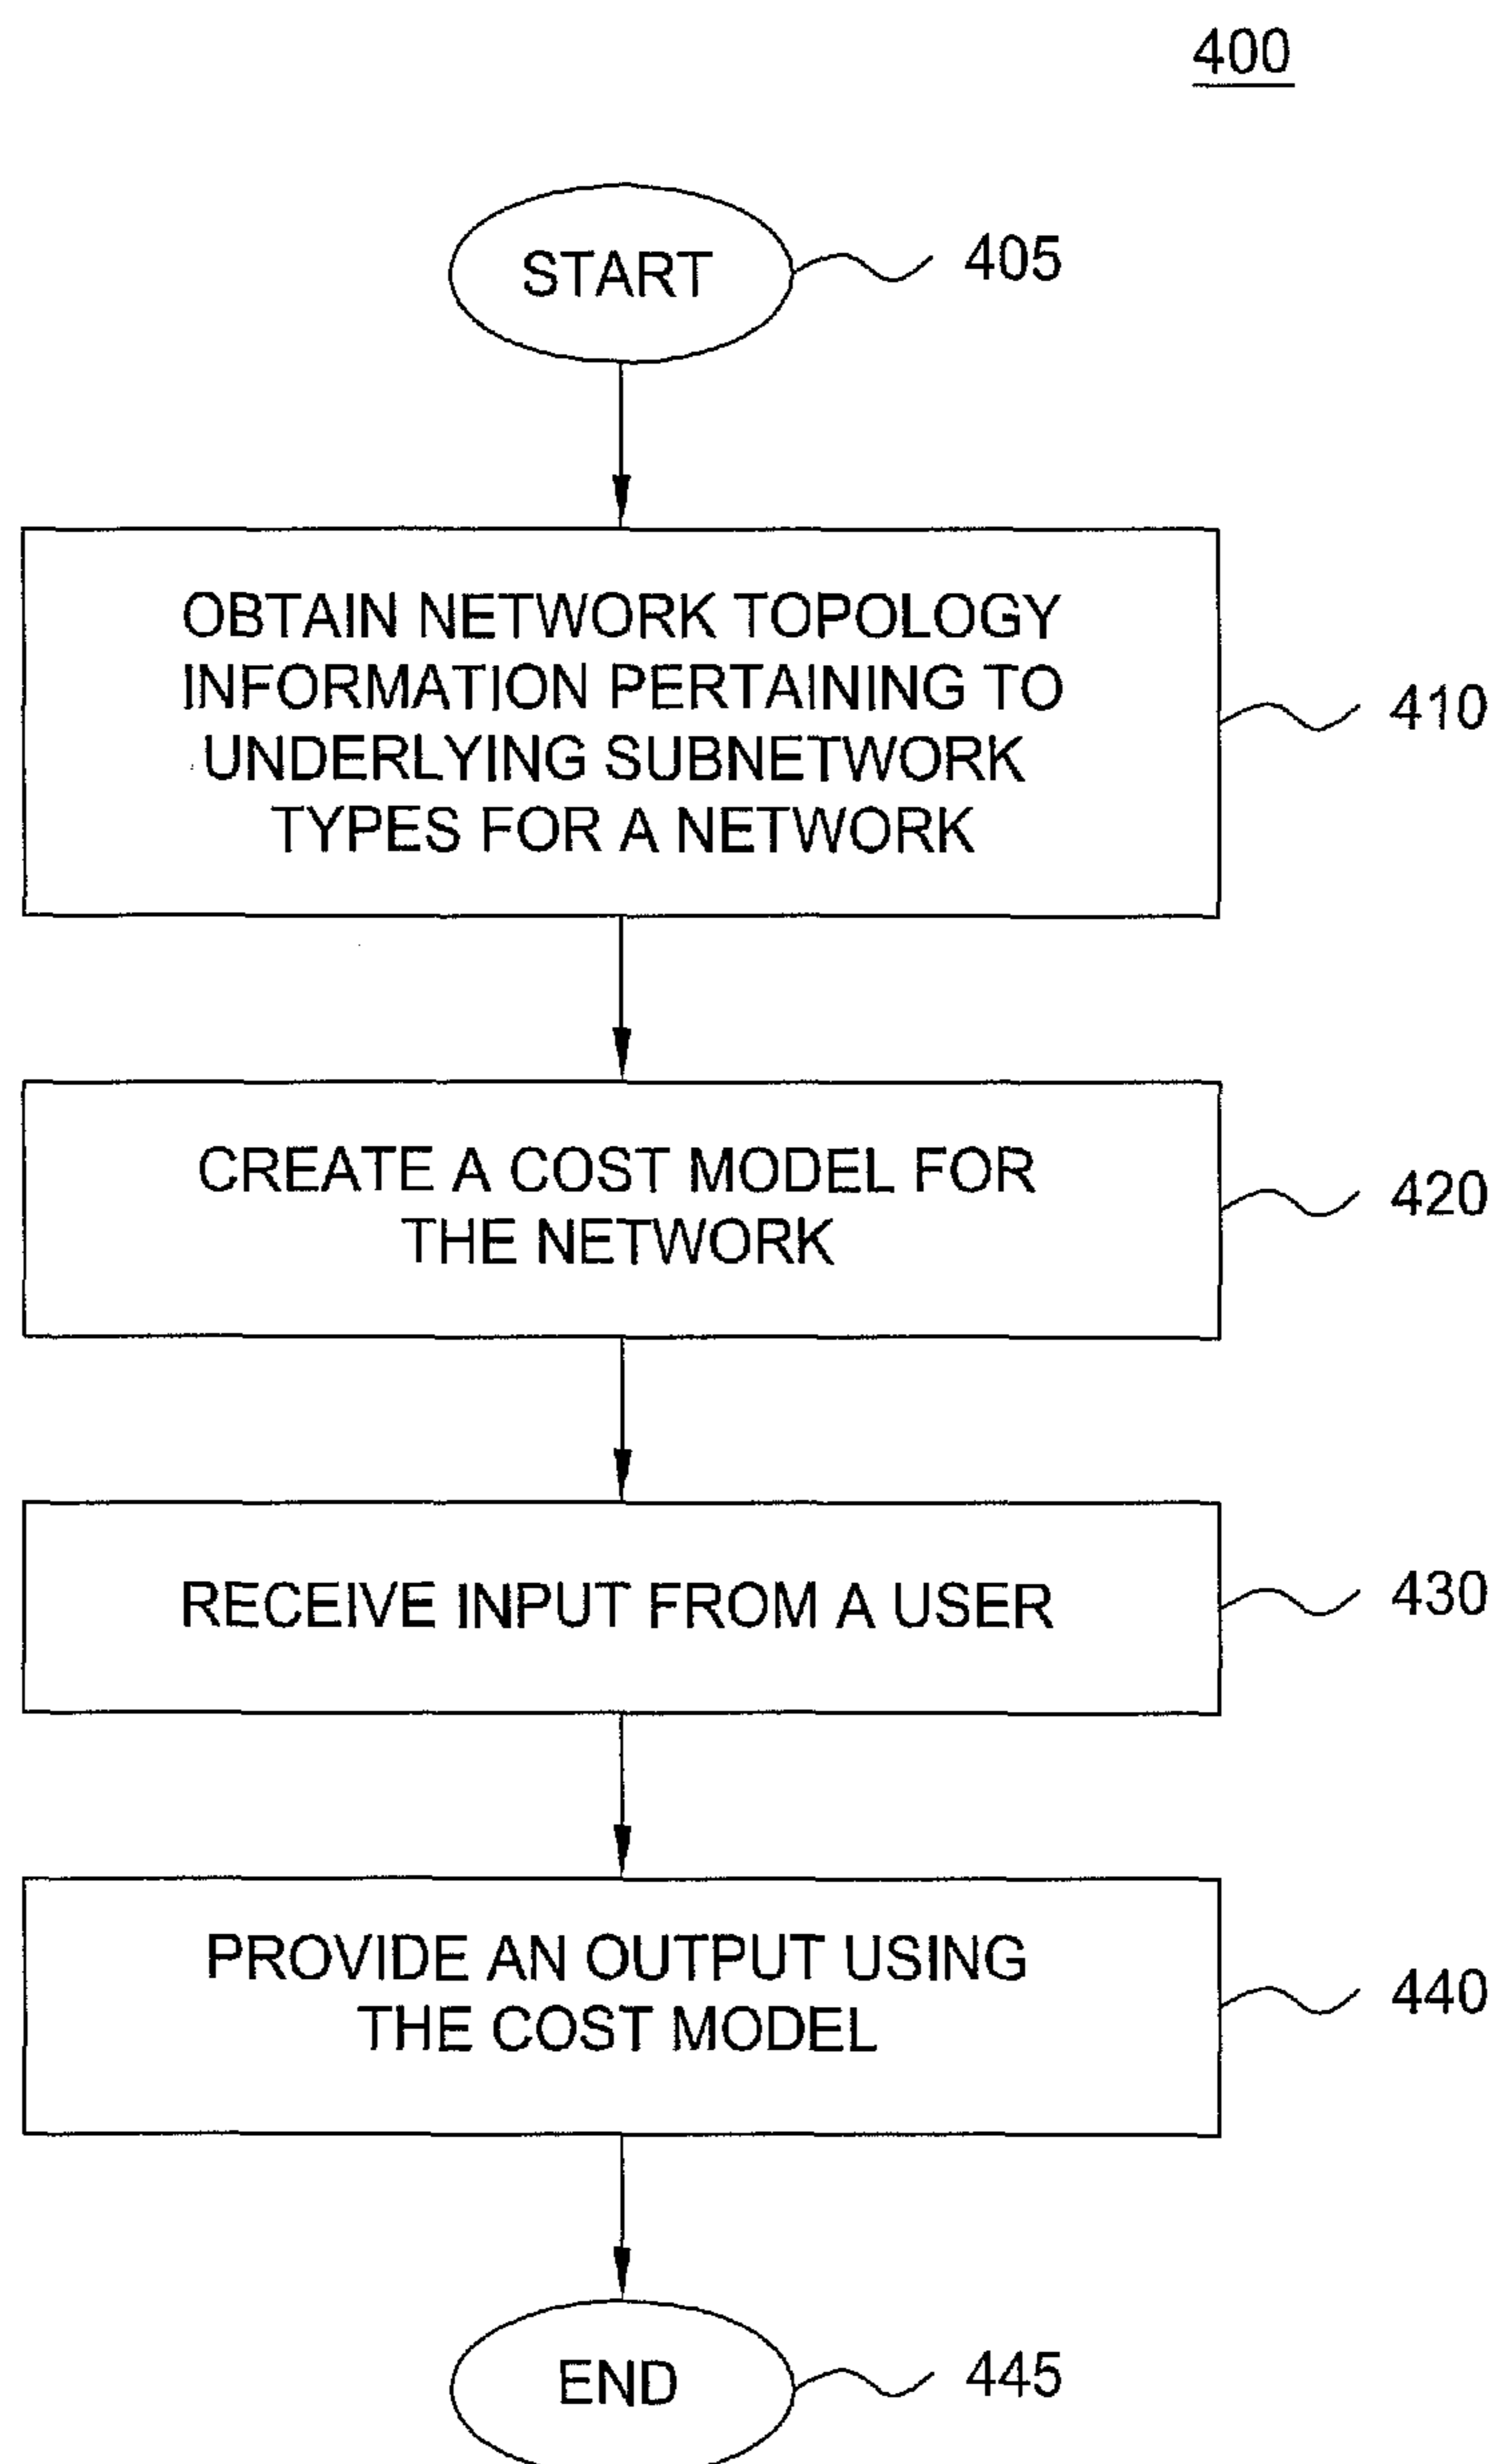 400
START
405
OBTAIN NETWORK TOPOLOGY
INFORMATION PERTAINING TO
UNDERLYING SUBNETWORK
TYPES FOR A NETWORK
410
CREATE A COST MODEL FOR
THE NETWORK
420
RECEIVE INPUT FROM A USER
430
PROVIDE AN OUTPUT USING
THE COST MODEL
440
END
445